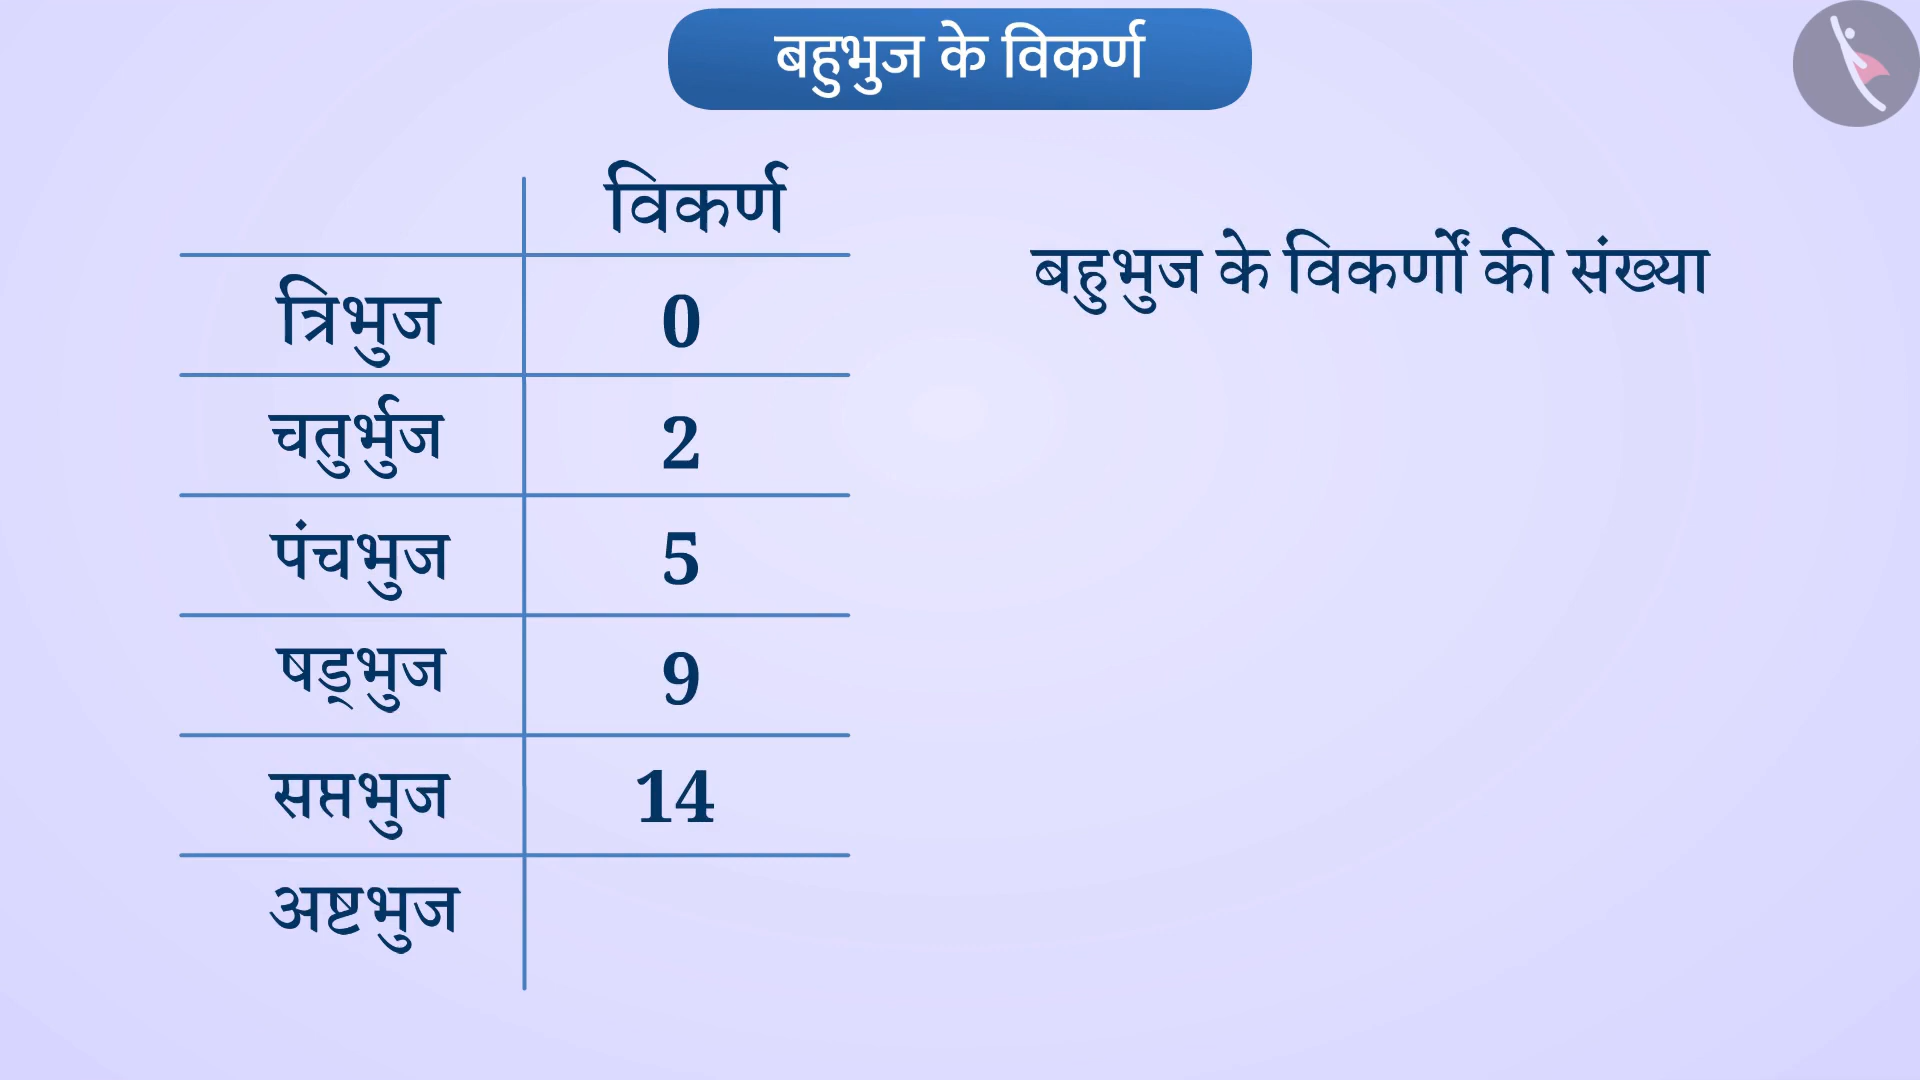 बहुभुज के विकर्ण
विकर्ण
बहुभुज के विकर्णों की संख्या
त्रिभुज 0
चतुर्भुज 2
पंचभुज 5
षड्भुज 9
सप्तभुज 14
अष्टभुज